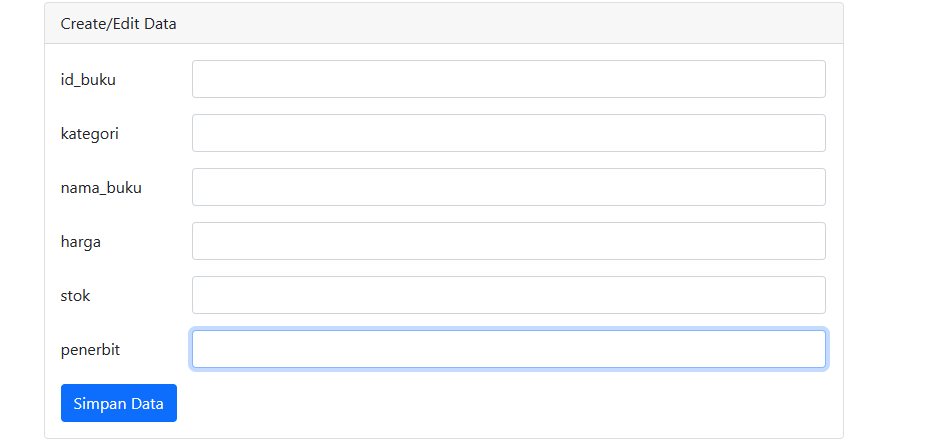 Create/Edit Data
id_buku
kategori
nama_buku
harga
stok
penerbit
Simpan Data